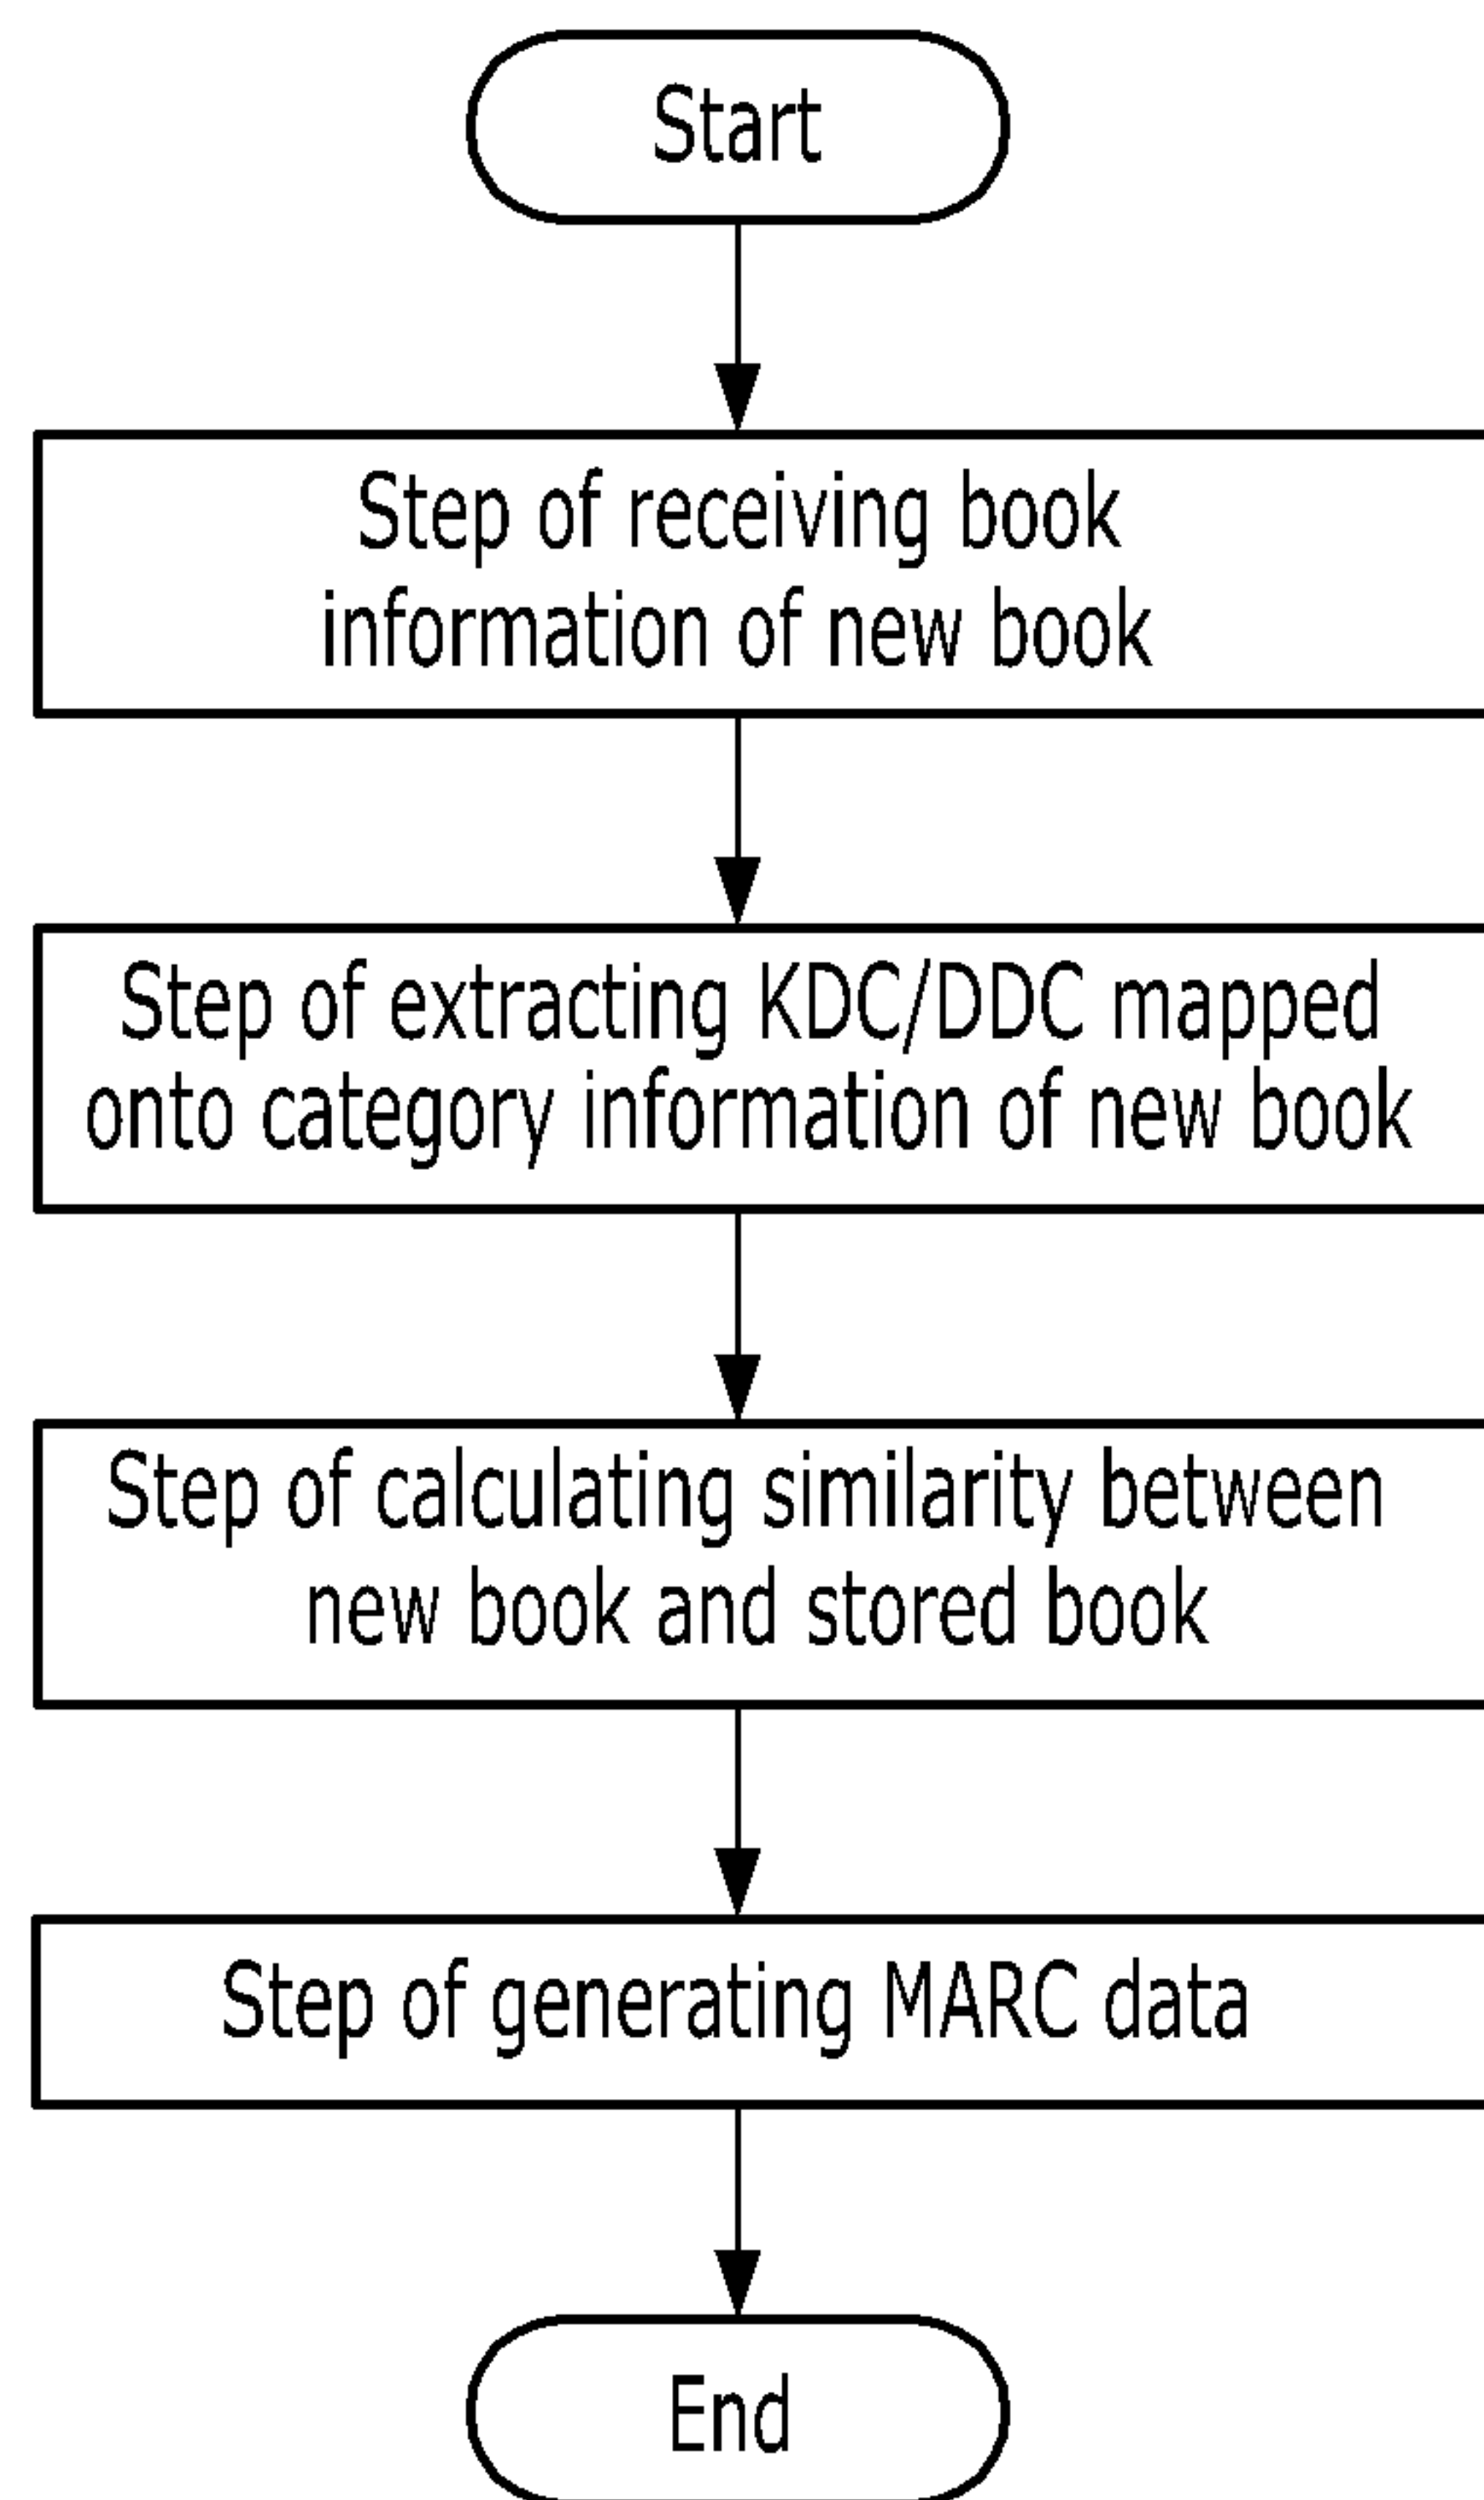 Start
Step of receiving book
information of new book
Step of extracting KDC/DDC mapped
onto category information of new book
Step of calculating similarity between
new book and stored book
Step of generating MARC data
End